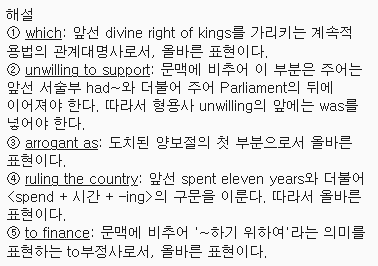 해설
① which: 앞선 divine right of kings를 가리키는 계속적
용법의 관계대명사로서, 올바른 표현이다.
② unwilling to support: 문맥에 비추어 이 부분은 주어는
앞선 서술부 had~와 더불어 주어 Parliament의 뒤에
이어져야 한다. 따라서 형용사 unwilling의 앞에는 was를
넣어야 한다.
③ arrogant as: 도치된 양보절의 첫 부분으로서 올바른
표현이다.
④ ruling the country: 앞선 spent eleven years와 더불어
<spend + 시간 + -ing>의 구문을 이룬다. 따라서 올바른
표현이다.
⑤ to finance: 문맥에 비추어 '~하기 위하여'라는 의미를
표현하는 to부정사로서, 올바른 표현이다.